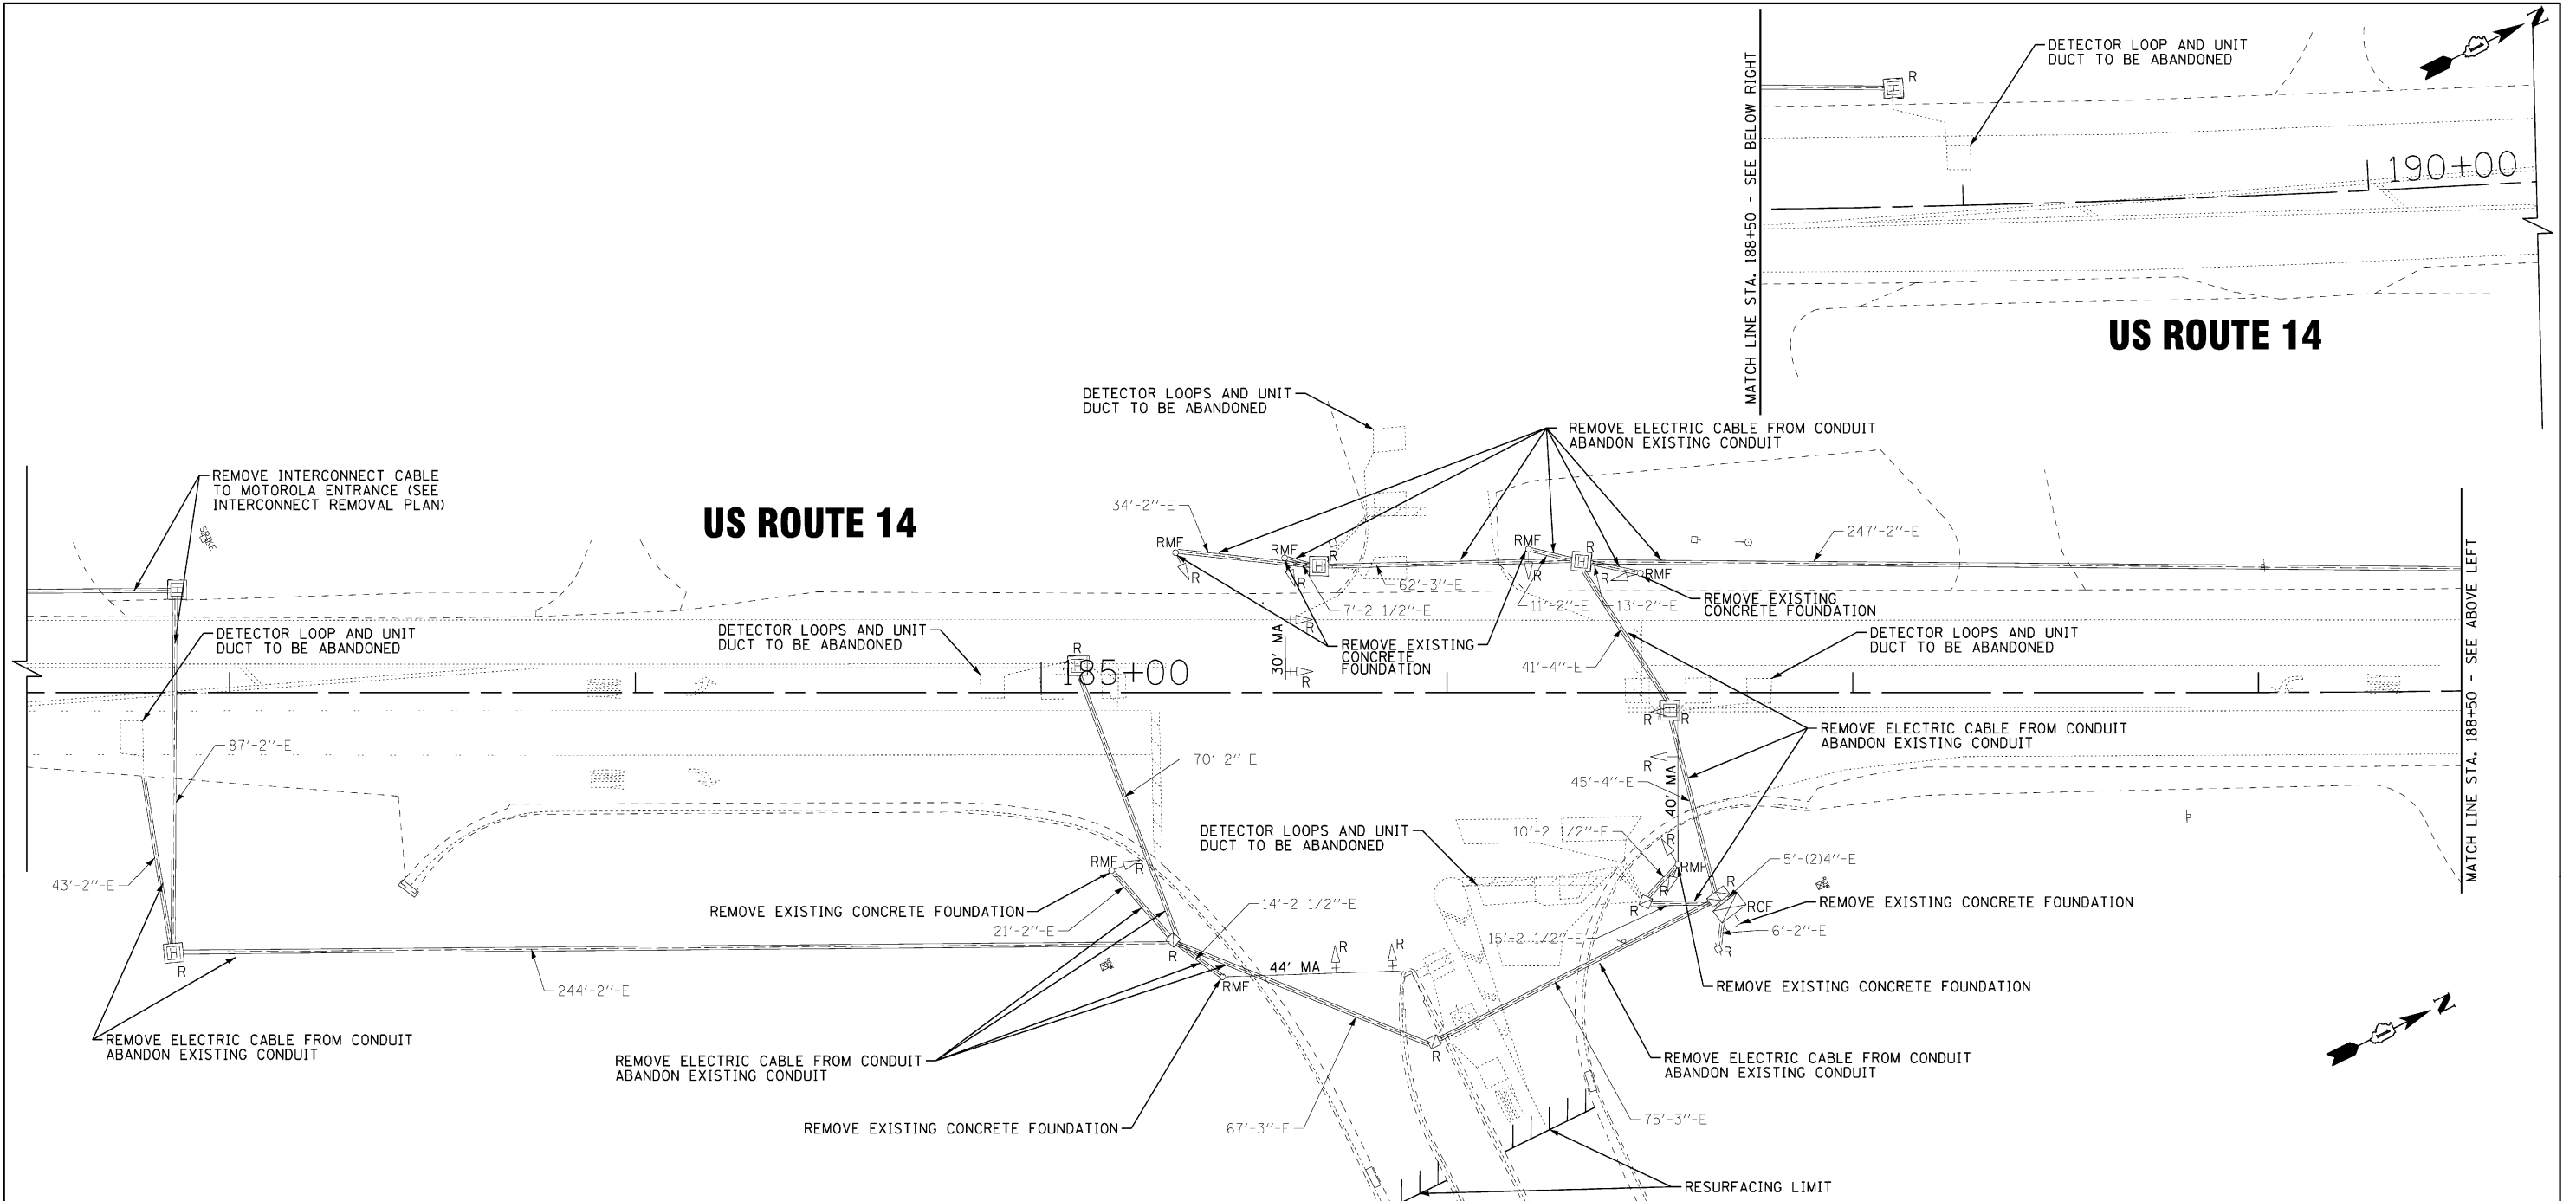 DETECTOR LOOP AND UNIT
DUCT TO BE ABANDONED
N
R
190+00
MATCH LINE STA. 188+50 - SEE BELOW RIGHT
US ROUTE 14
DETECTOR LOOPS AND UNIT
DUCT TO BE ABANDONED
REMOVE ELECTRIC CABLE FROM CONDUIT
ABANDON EXISTING CONDUIT
REMOVE INTERCONNECT CABLE
TO MOTOROLA ENTRANCE (SEE
INTERCONNECT REMOVAL PLAN)
SPIKE
US ROUTE 14
34'-2"-E
RMF
R
RMF
R
R
RMF
R
R
R
RMF
247'-2"-E
62'-3"-E
7'-2 1/2"-E
11'-2"-E
13'-2"-E
REMOVE EXISTING
CONCRETE FOUNDATION
DETECTOR LOOP AND UNIT
DUCT TO BE ABANDONED
DETECTOR LOOPS AND UNIT
DUCT TO BE ABANDONED
R
185+00
30' MA
R
R
REMOVE EXISTING
CONCRETE
FOUNDATION
41'-4"-E
DETECTOR LOOPS AND UNIT
DUCT TO BE ABANDONED
H
R
R
R
REMOVE ELECTRIC CABLE FROM CONDUIT
ABANDON EXISTING CONDUIT
MATCH LINE STA. 188+50 - SEE ABOVE LEFT
87'-2"-E
70'-2"-E
45'-4"-E
40' MA
DETECTOR LOOPS AND UNIT
DUCT TO BE ABANDONED
10'-2 1/2"-E
R
5'-(2)4"-E
43'-2"-E
RMF
R
RMF
R
R
R
RCF
REMOVE EXISTING CONCRETE FOUNDATION
REMOVE EXISTING CONCRETE FOUNDATION
14'-2 1/2"-E
21'-2"-E
15'-2 1/2"-E
6'-2"-E
R
H
R
R
44' MA
R
R
RMF
244'-2"-E
REMOVE EXISTING CONCRETE FOUNDATION
N
REMOVE ELECTRIC CABLE FROM CONDUIT
ABANDON EXISTING CONDUIT
REMOVE ELECTRIC CABLE FROM CONDUIT
ABANDON EXISTING CONDUIT
R
REMOVE ELECTRIC CABLE FROM CONDUIT
ABANDON EXISTING CONDUIT
REMOVE EXISTING CONCRETE FOUNDATION
67'-3"-E
75'-3"-E
RESURFACING LIMIT